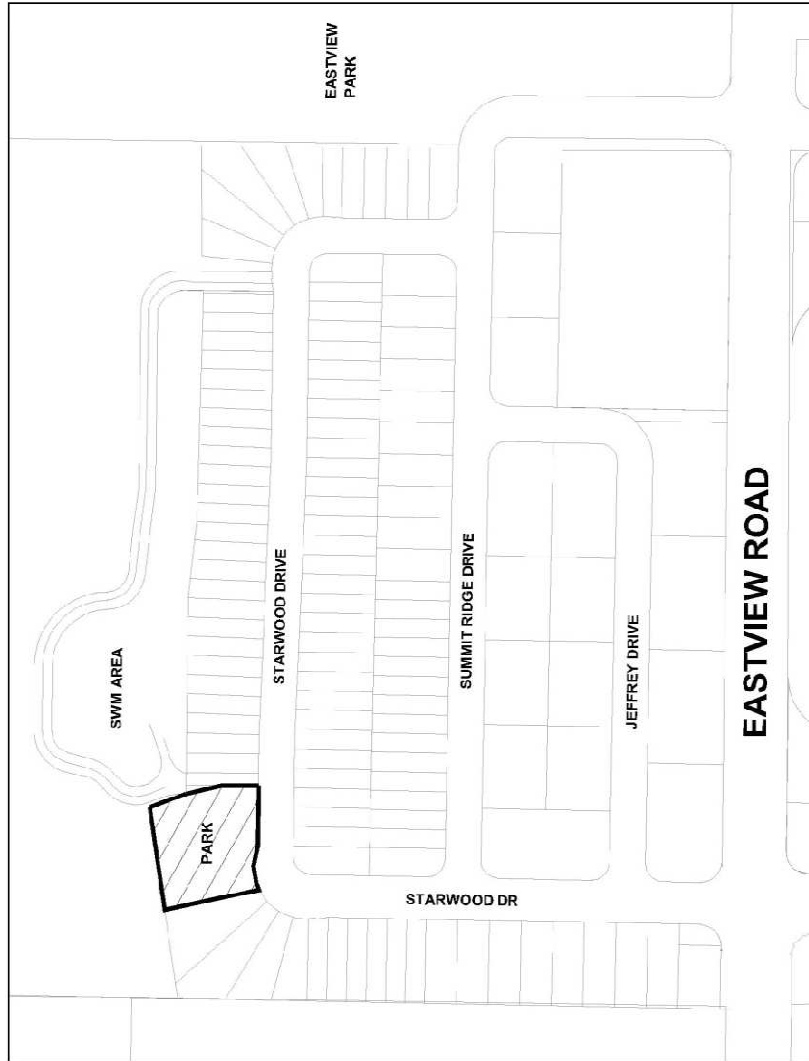 EASTVIEW
PARK
SWM AREA
STARWOOD DRIVE
SUMMIT RIDGE DRIVE
JEFFREY DRIVE
EASTVIEW ROAD
PARK
STARWOOD DR